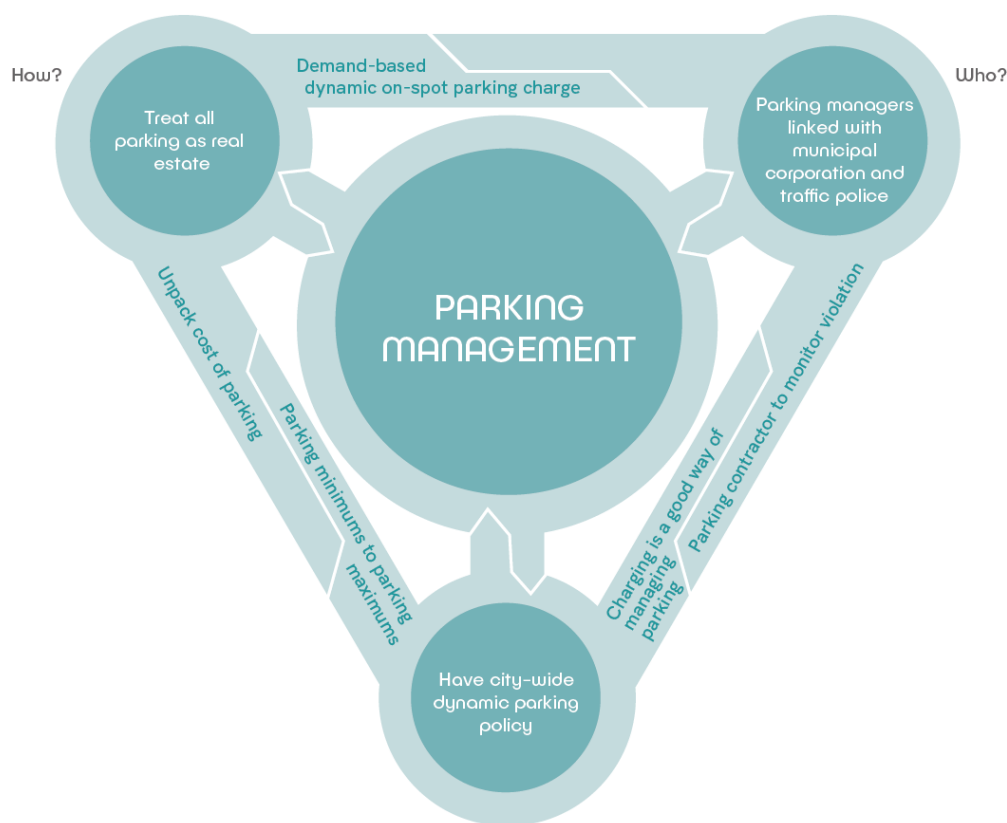 How?
Treat all
parking as real
estate
Demand-based
dynamic on-spot parking charge
Who?
Parking managers
linked with
municipal
corporation and
traffic police
PARKING
MANAGEMENT
Unpack cost of parking
Parking minimums to parking
maximums
Charging is a good way of
managing
parking
Parking contractor to monitor violation
Have city-wide
dynamic parking
policy